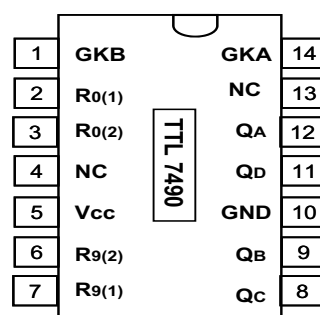 1 GKB GKA 14
2 R0(1) NC 13
3 R0(2) QA 12
4 NC QD 11
5 Vcc GND 10
6 R9(2) QB 9
7 R9(1) QC 8
TTL 7490